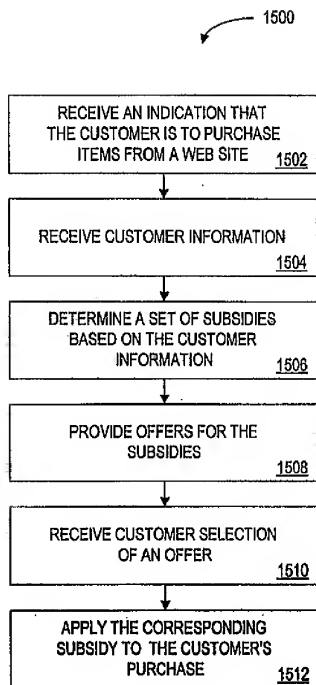 1500
RECEIVE AN INDICATION THAT
THE CUSTOMER IS TO PURCHASE
ITEMS FROM A WEB SITE
1502
RECEIVE CUSTOMER INFORMATION
1504
DETERMINE A SET OF SUBSIDIES
BASED ON THE CUSTOMER
INFORMATION
1506
PROVIDE OFFERS FOR THE
SUBSIDIES
1508
RECEIVE CUSTOMER SELECTION
OF AN OFFER
1510
APPLY THE CORRESPONDING
SUBSIDY TO THE CUSTOMER'S
PURCHASE
1512